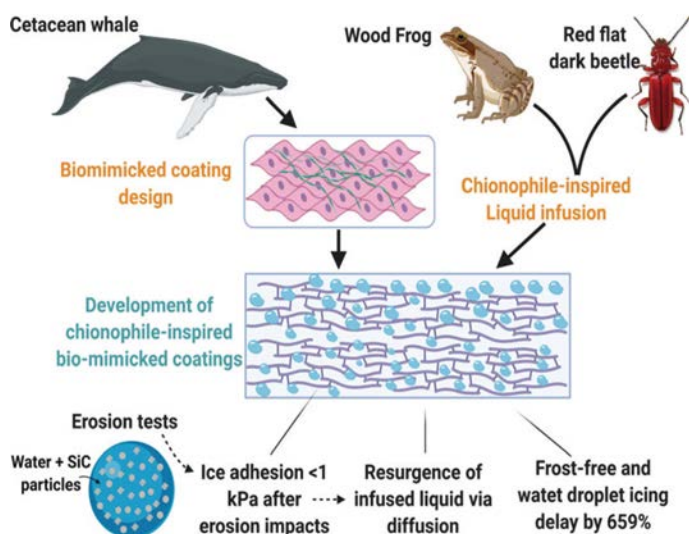 Cetacean whale
Wood Frog
Red flat
dark beetle
Biomimicked coating
design
Chionophile-inspired
Liquid infusion
Development of
chionophile-inspired
bio-mimicked coatings
Erosion tests
Water + SiC
particles
Ice adhesion <1
kPa after
erosion impacts
Resurgence of
infused liquid via
diffusion
Frost-free and
watet droplet icing
delay by 659%